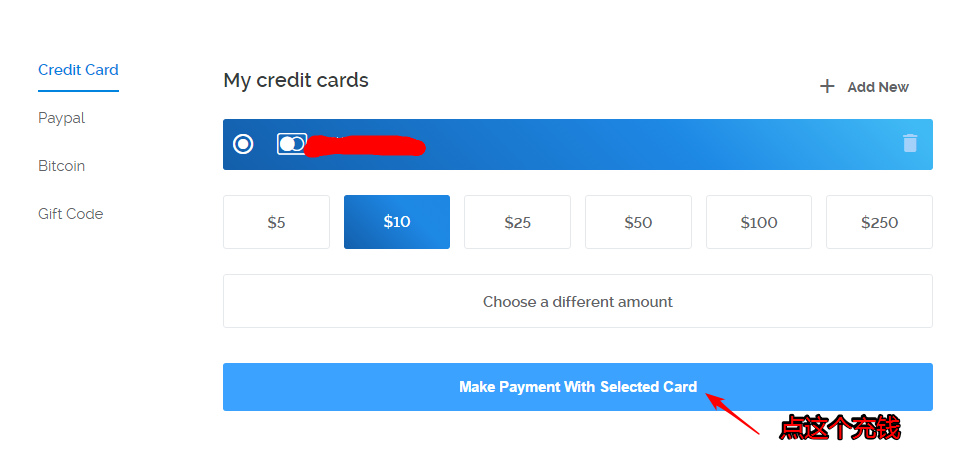 Credit Card
Paypal
Bitcoin
Gift Code
My credit cards
Add New
$5
$10
$25
$50
$100
$250
Choose a different amount
Make Payment With Selected Card
点这个充钱